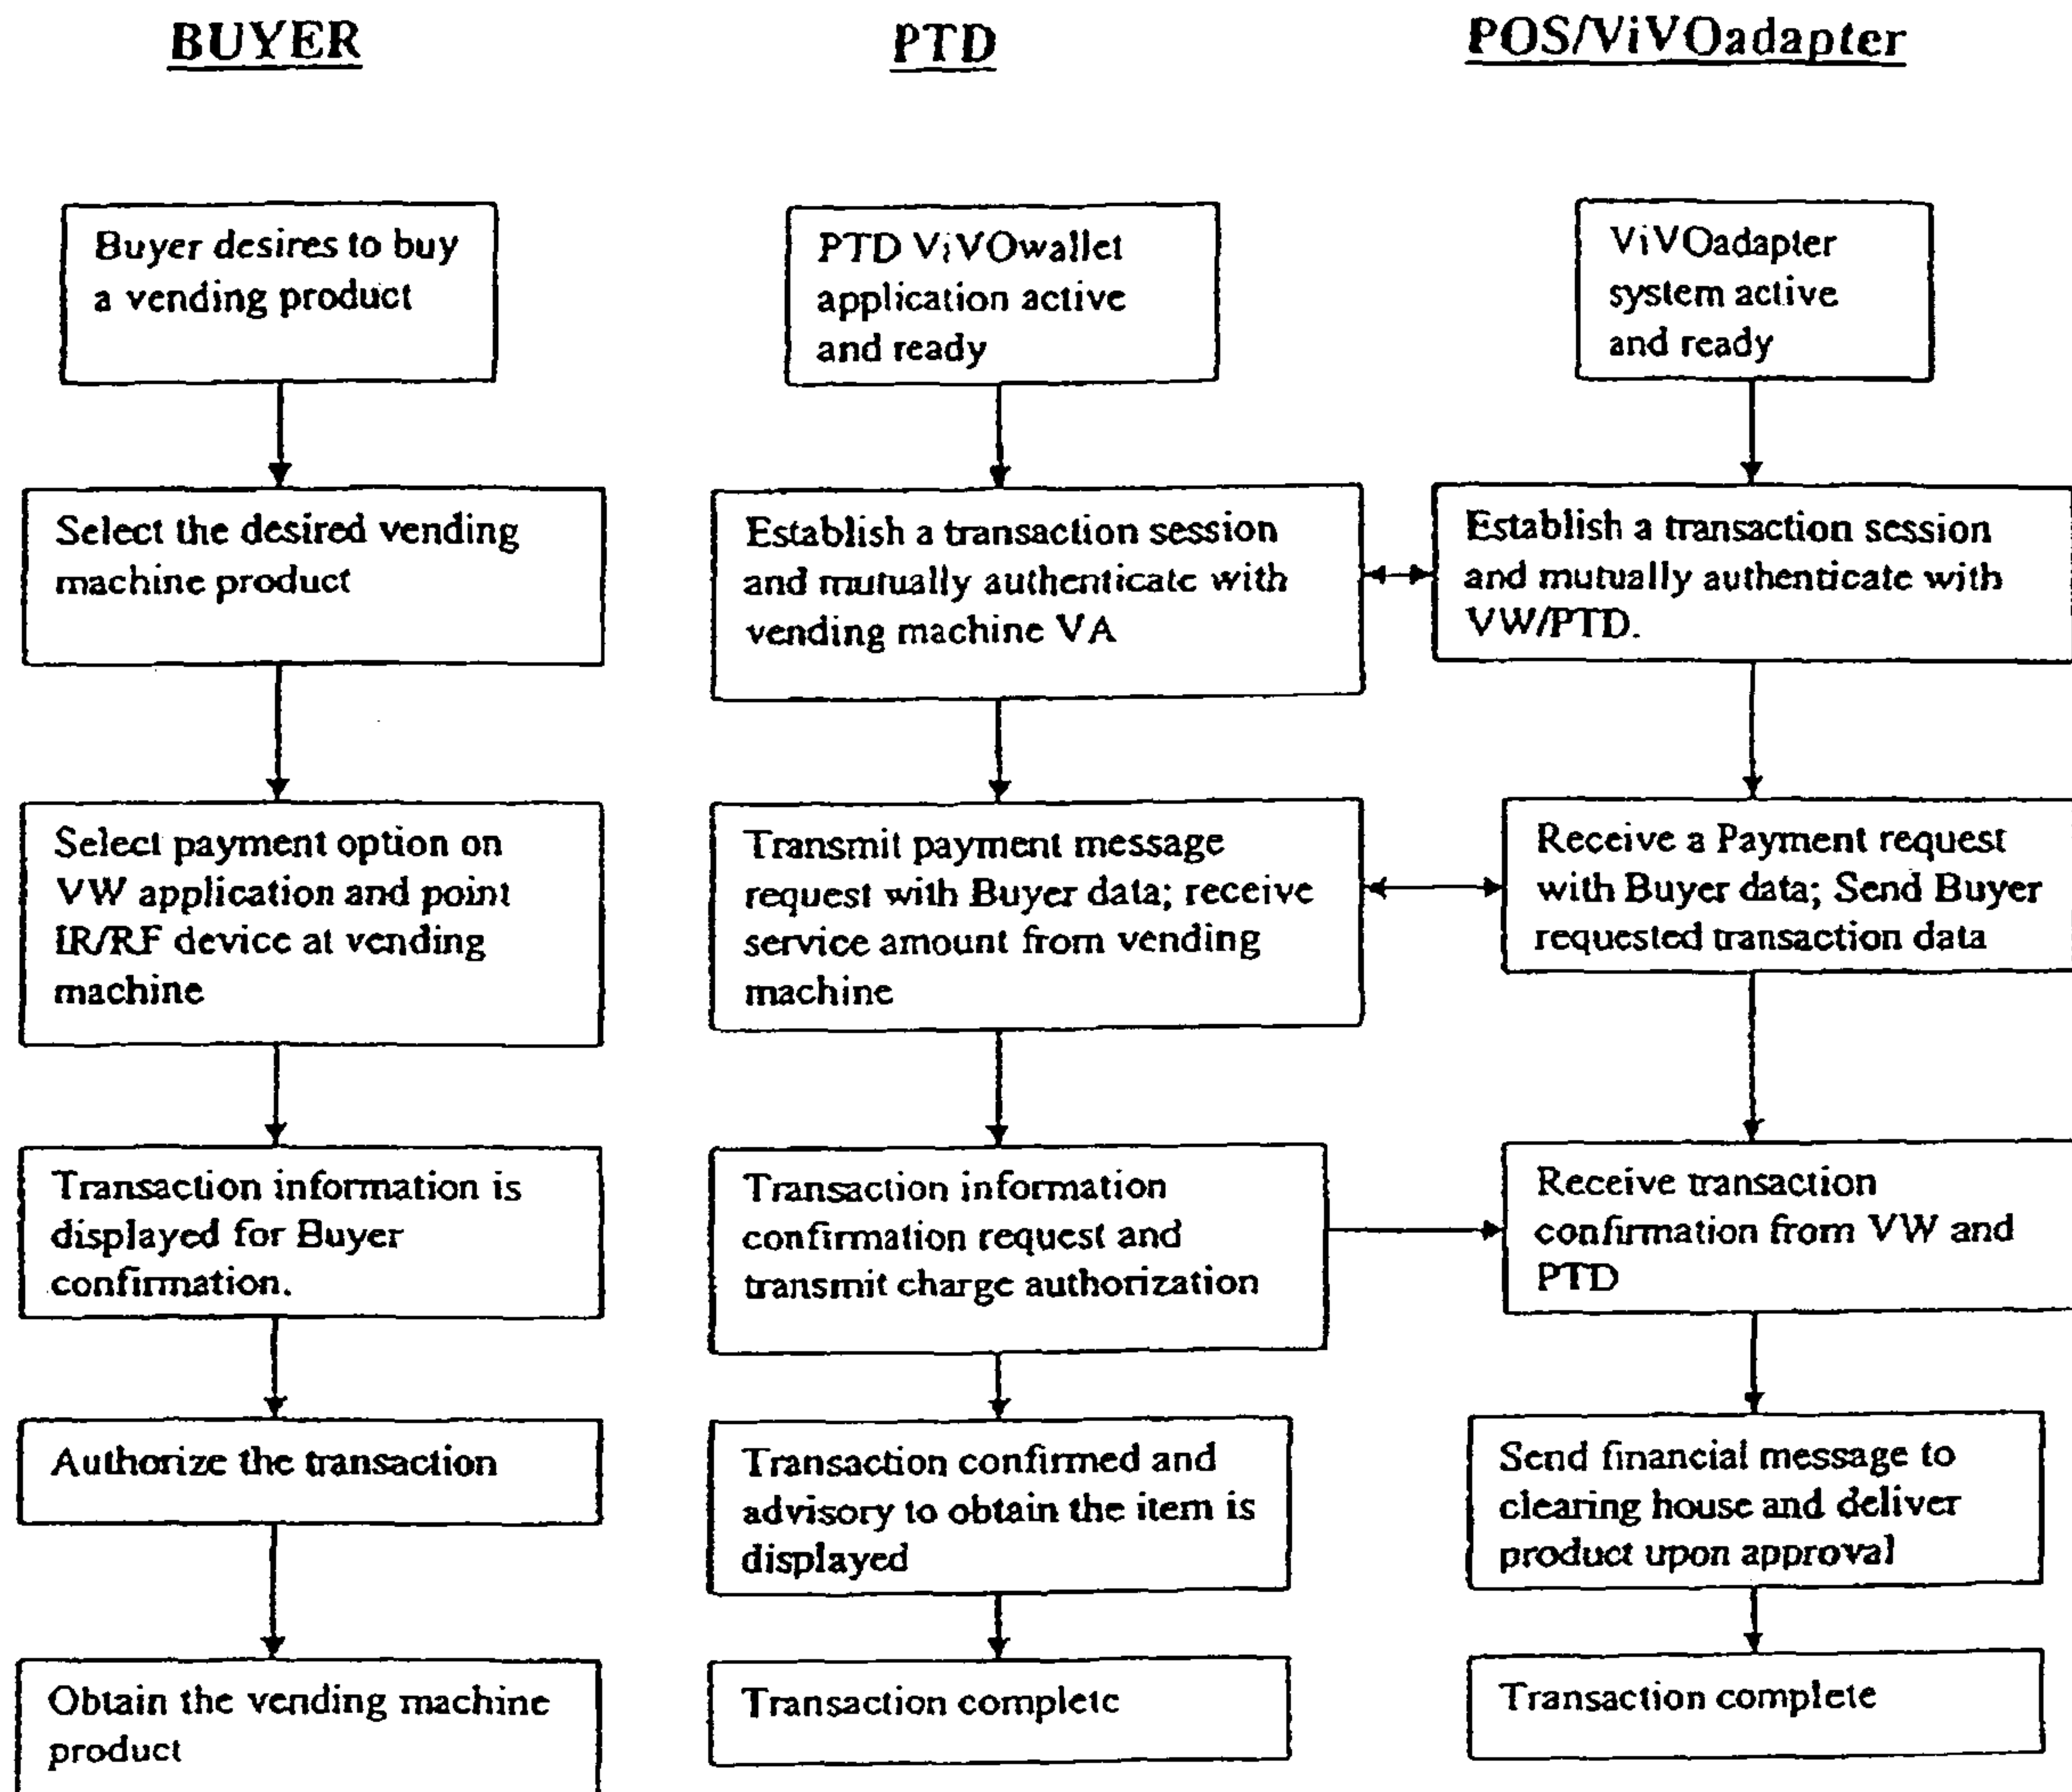 BUYER
PTD
POS/ViVOadapter
Buyer desires to buy
a vending product
PTD ViVOwallet
application active
and ready
ViVOadapter
system active
and ready
Select the desired vending
machine product
Establish a transaction session
and mutually authenticate with
vending machine VA
Establish a transaction session
and mutually authenticate with
VW/PTD.
Select payment option on
VW application and point
IR/RF device at vending
machine
Transmit payment message
request with Buyer data; receive
service amount from vending
machine
Receive a Payment request
with Buyer data; Send Buyer
requested transaction data
Transaction information is
displayed for Buyer
confirmation.
Transaction information
confirmation request and
transmit charge authorization
Receive transaction
confirmation from VW and
PTD
Authorize the transaction
Transaction confirmed and
advisory to obtain the item is
displayed
Send financial message to
clearing house and deliver
product upon approval
Obtain the vending machine
product
Transaction complete
Transaction complete